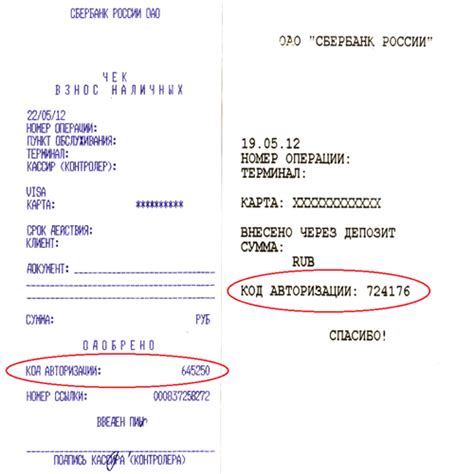 СБЕРБАНК РОССИИ ОАО
ЧЕК
ВЗНОС НАЛИЧНЫХ
22/05/12
НОМЕР ОПЕРАЦИИ:
ПУНКТ ОБСЛУЖИВАНИЯ:
ТЕРМИНАЛ:
КАССИР (КОНТРОЛЕР):
VISA
КАРТА: **********
СРОК ДЕЙСТВИЯ:
КЛИЕНТ:
ДОКУМЕНТ:
СУММА: РУБ
ОДОБРЕНО
КОД АВТОРИЗАЦИИ: 645250
НОМЕР ССЫЛКИ: 000837258272
ВВЕДЕН ПИН
ПОДПИСЬ КАССИРА (КОНТРОЛЕРА)
ОАО "СБЕРБАНК РОССИИ"
19.05.12
НОМЕР ОПЕРАЦИИ:
ТЕРМИНАЛ:
КАРТА: XXXXXXXXXXXXX
ВНЕСЕНО ЧЕРЕЗ ДЕПОЗИТ
СУММА:
RUB
КОД АВТОРИЗАЦИИ: 724176
СПАСИБО!